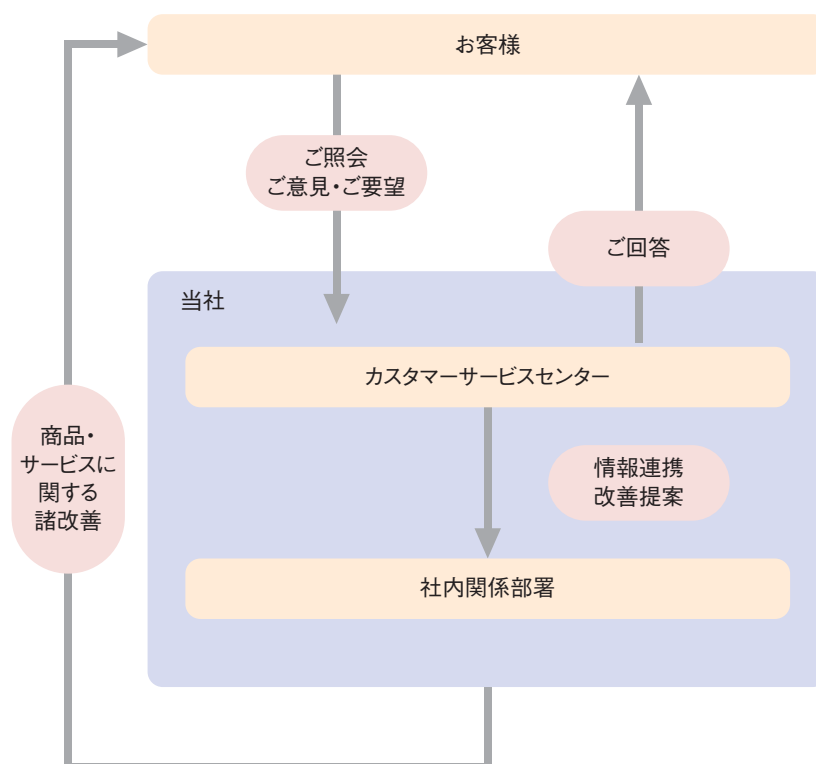 お客様
ご照会
ご意見・ご要望
ご回答
当社
カスタマーサービスセンター
商品・
サービスに
関する
諸改善
情報連携
改善提案
社内関係部署